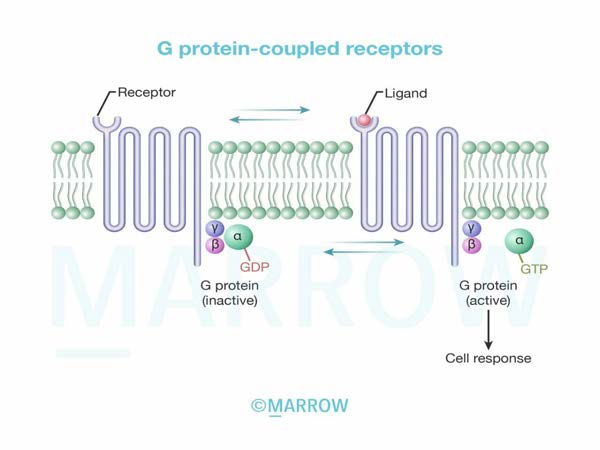 G protein-coupled receptors
Receptor
Ligand
γ
β
α
GDP
G protein
(inactive)
γ
β
α
GTP
G protein
(active)
Cell response
MARROW
©MARROW